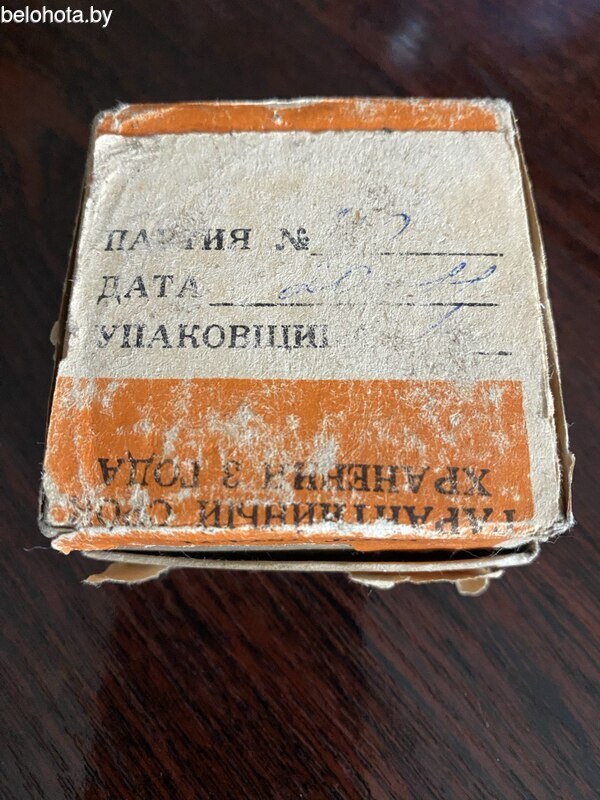 belohota.by
ПАРТИЯ №
ДАТА
УПАКОВЩИК
ГАРАНТИЙНЫЙ СРОК
ХРАНЕНИЯ 3 ГОДА